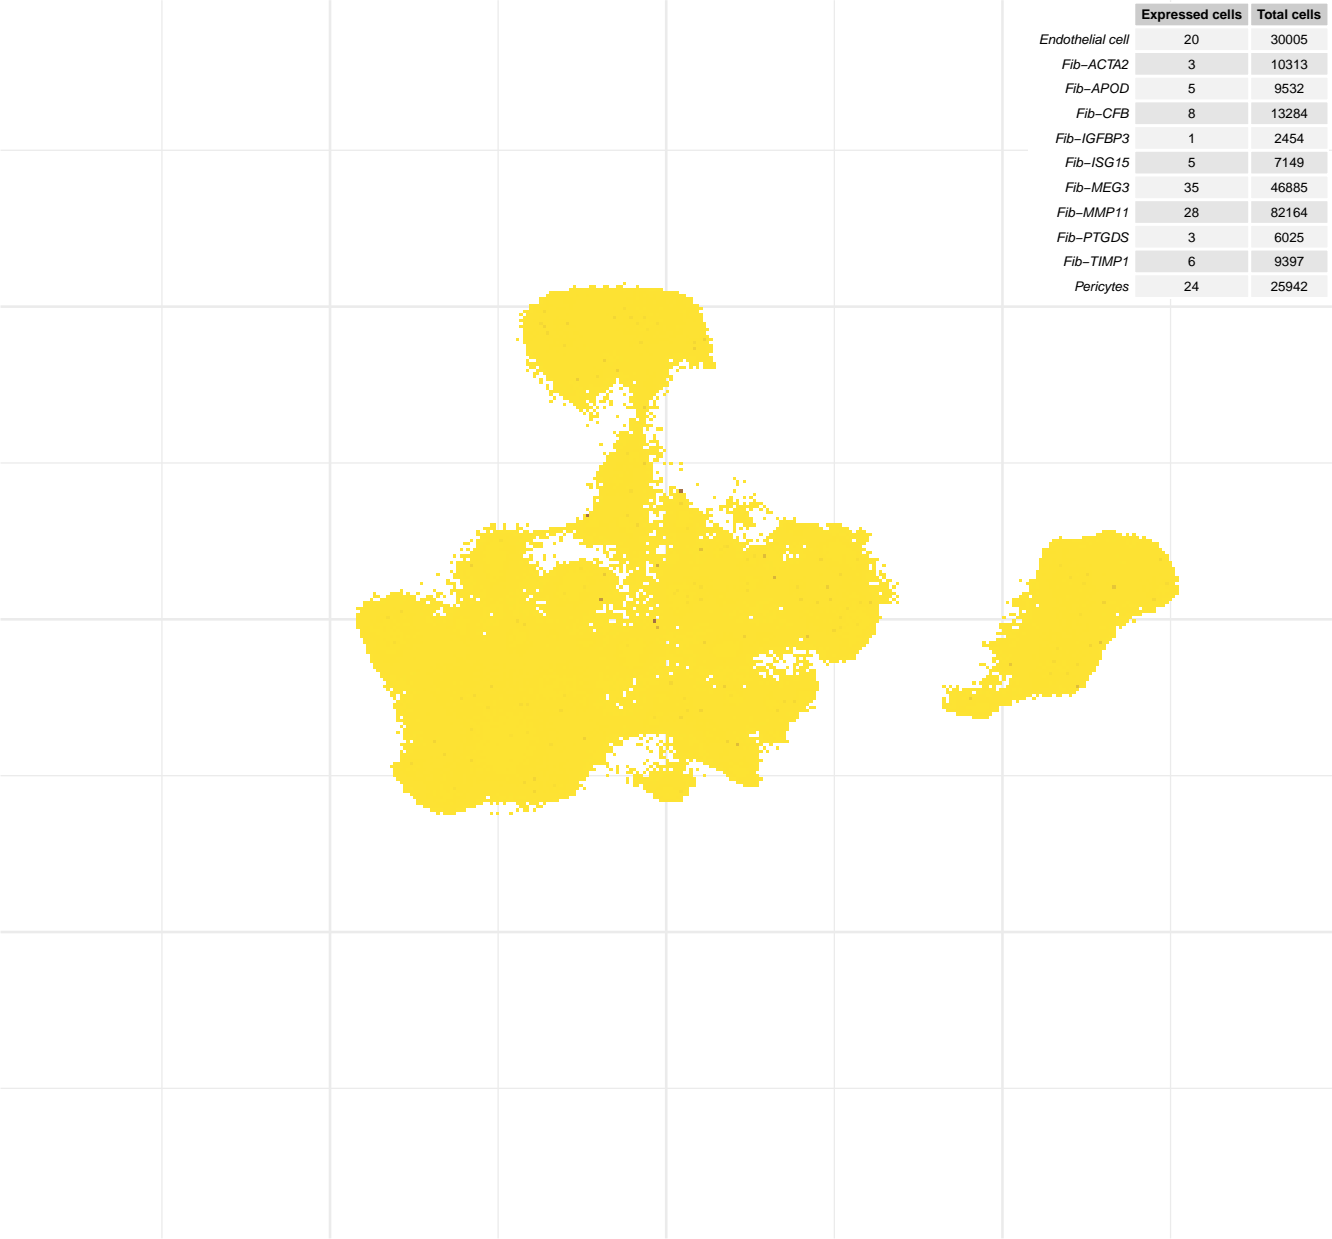 Expressed cells Total cells
Endothelial cell 20 30005
Fib−ACTA2 3 10313
Fib−APOD 5 9532
Fib−CFB 8 13284
Fib−IGFBP3 1 2454
Fib−ISG15 5 7149
Fib−MEG3 35 46885
Fib−MMP11 28 82164
Fib−PTGDS 3 6025
Fib−TIMP1 6 9397
Pericytes 24 25942